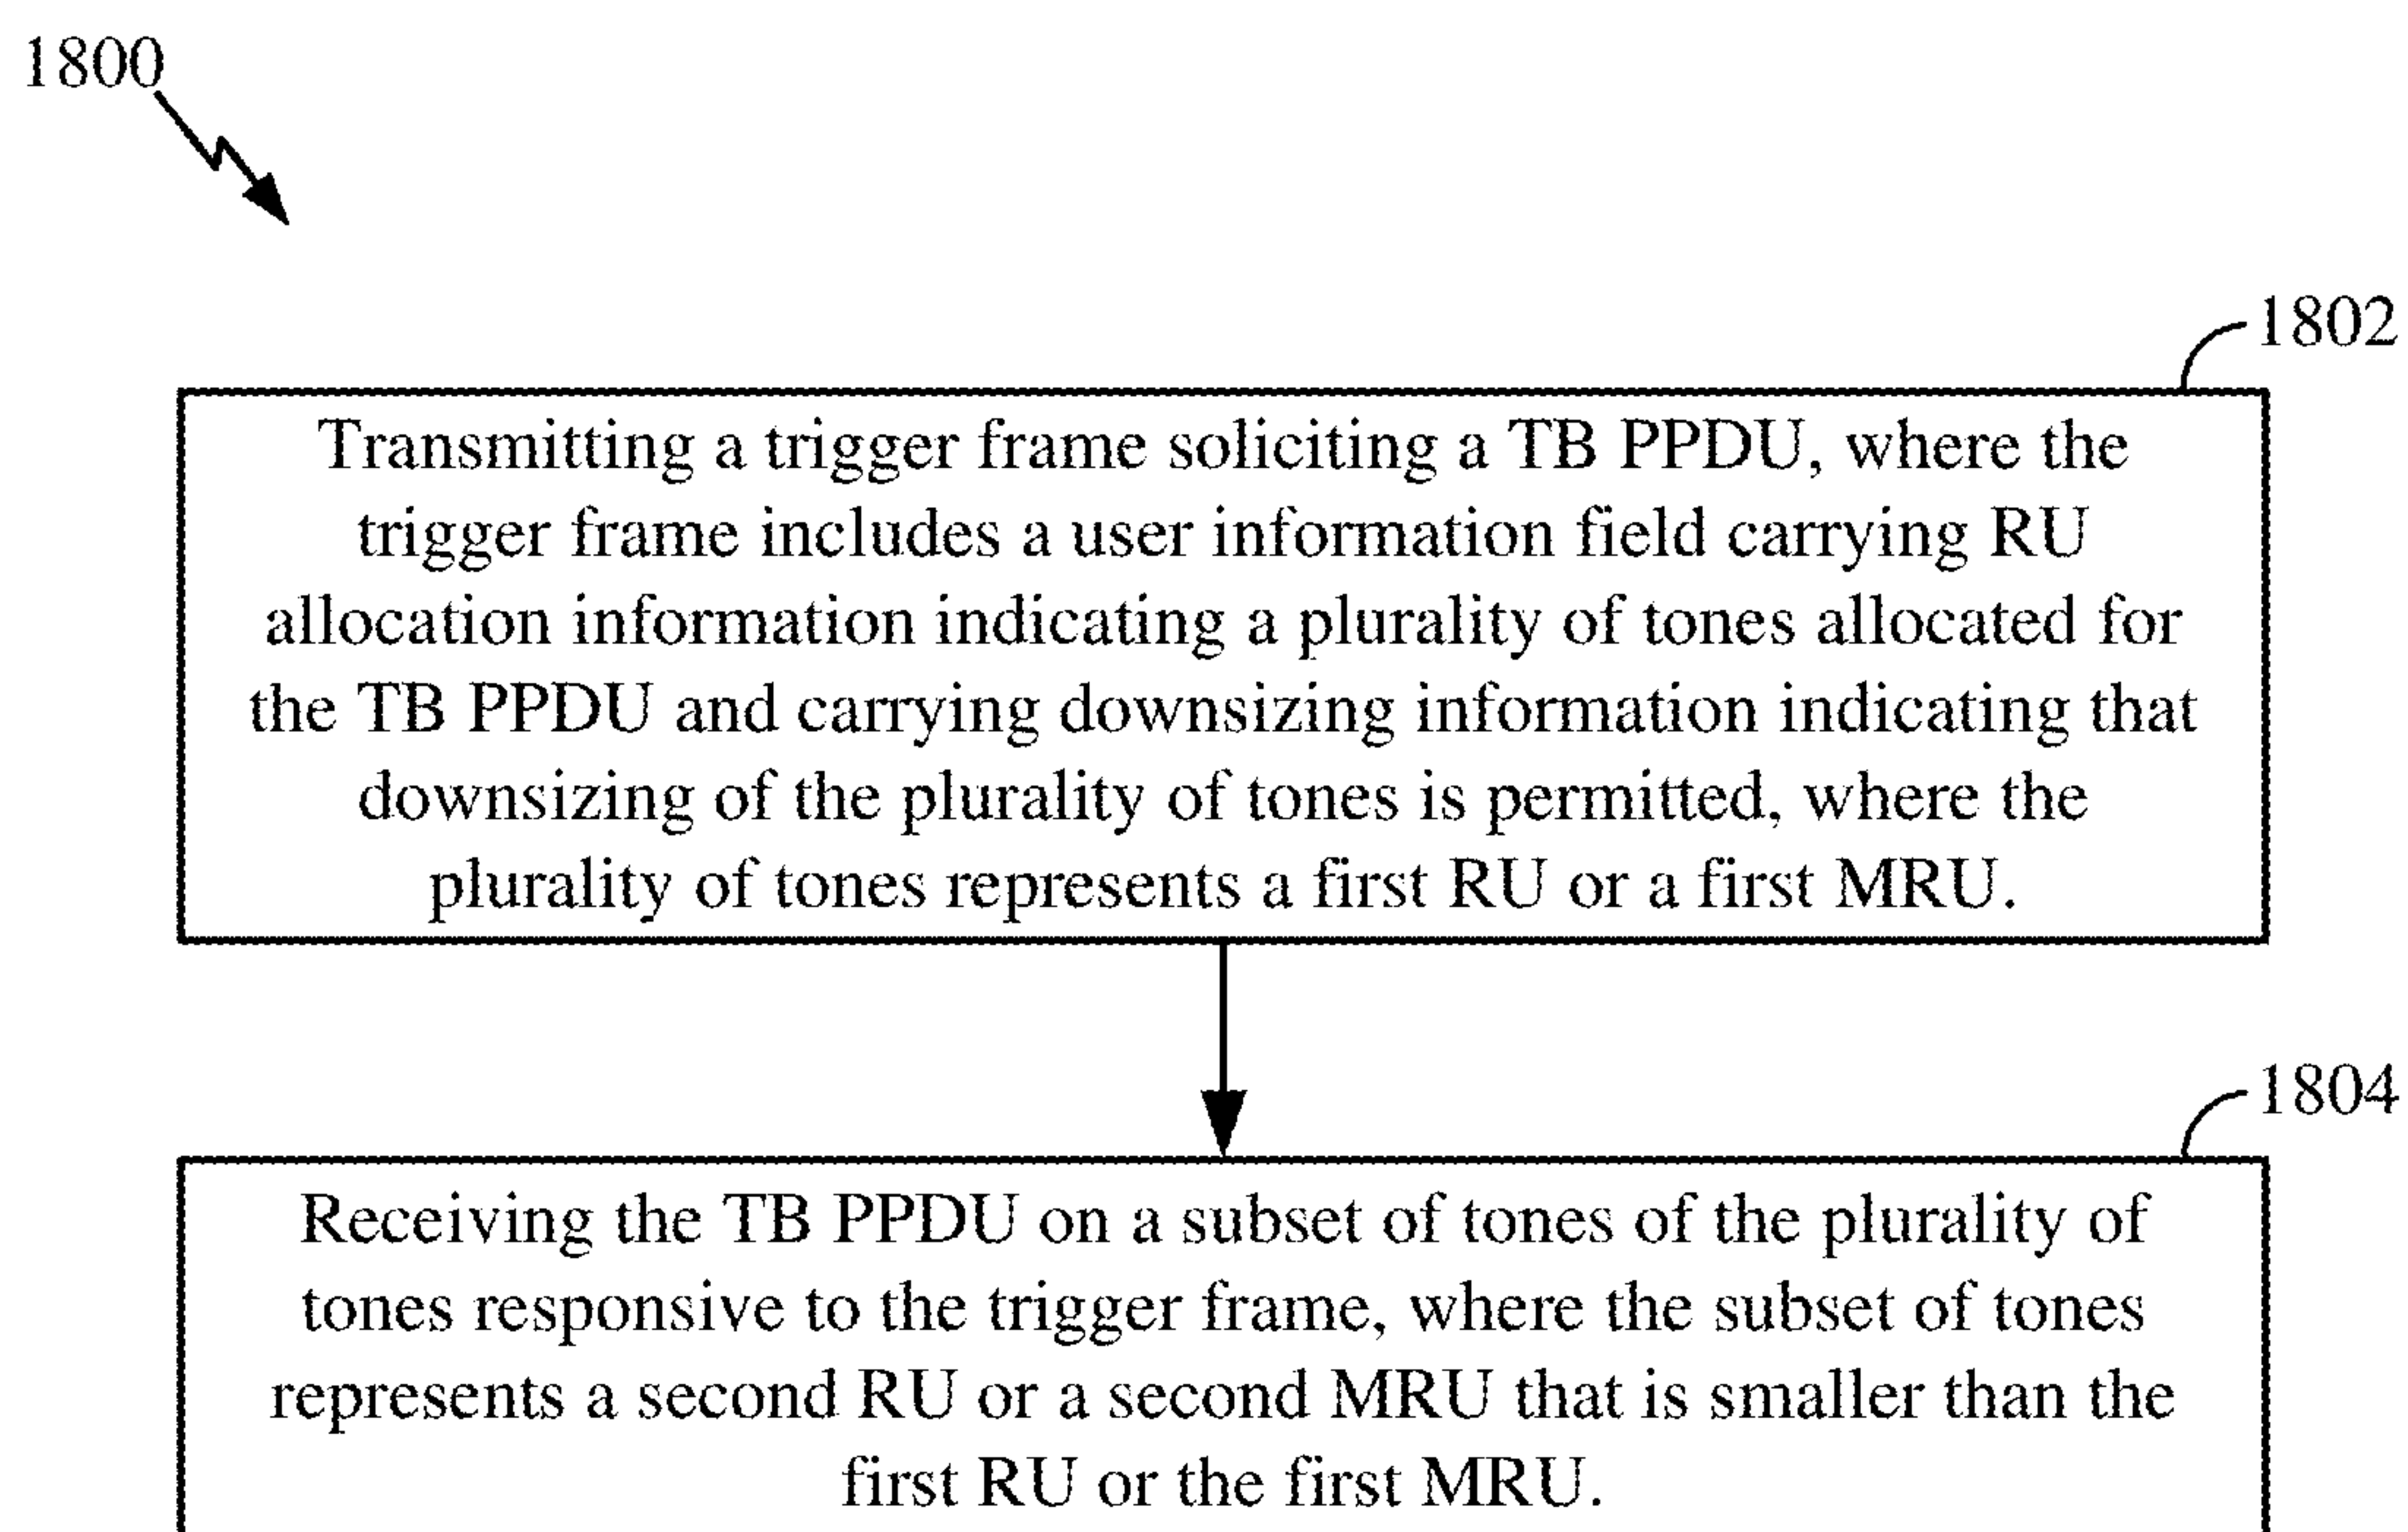 1800
1802
Transmitting a trigger frame soliciting a TB PPDU, where the
trigger frame includes a user information field carrying RU
allocation information indicating a plurality of tones allocated for
the TB PPDU and carrying downsizing information indicating that
downsizing of the plurality of tones is permitted, where the
plurality of tones represents a first RU or a first MRU.
1804
Receiving the TB PPDU on a subset of tones of the plurality of
tones responsive to the trigger frame, where the subset of tones
represents a second RU or a second MRU that is smaller than the
first RU or the first MRU.